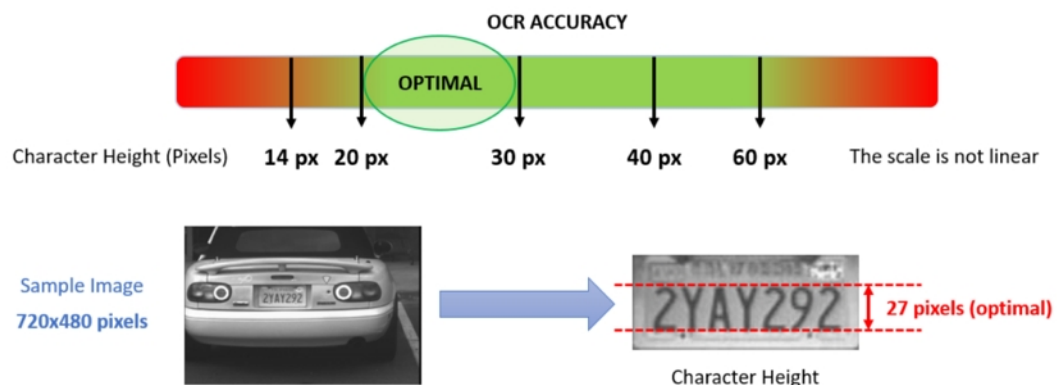 OCR ACCURACY
OPTIMAL
Character Height (Pixels) 14 px 20 px 30 px 40 px 60 px The scale is not linear
Sample Image
720x480 pixels
2YAY292
2YAY292
27 pixels (optimal)
Character Height